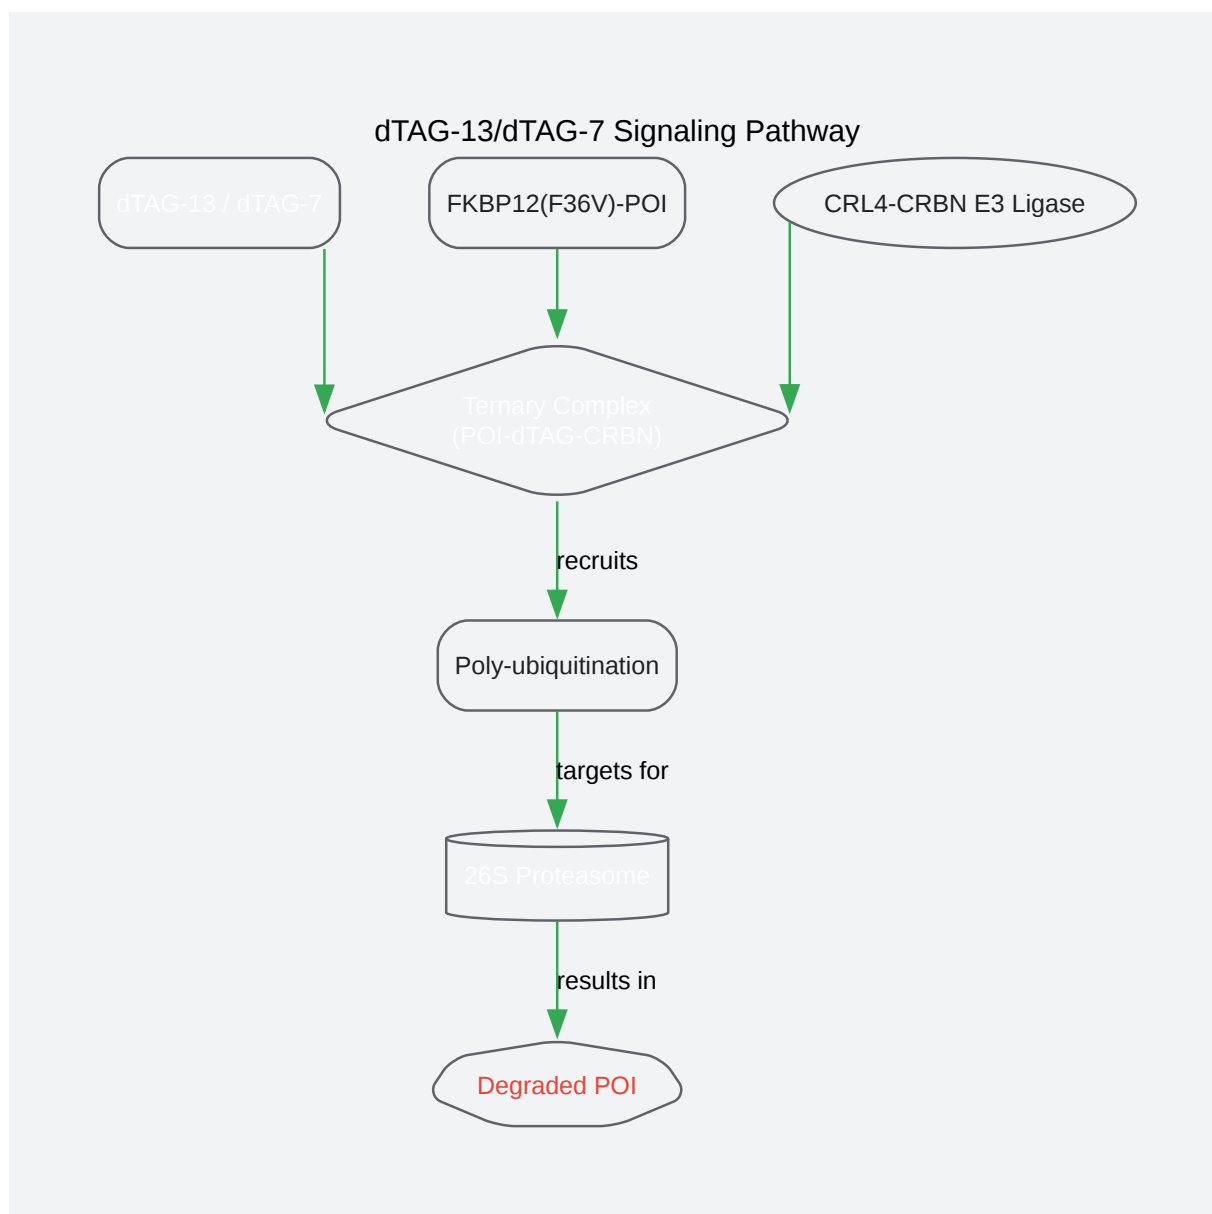 dTAG-13/dTAG-7 Signaling Pathway
dTAG-13 / dTAG-7
FKBP12(F36V)-POI
CRL4-CRBN E3 Ligase
Ternary Complex
(POI-dTAG-CRBN)
recruits
Poly-ubiquitination
targets for
26S Proteasome
results in
Degraded POI